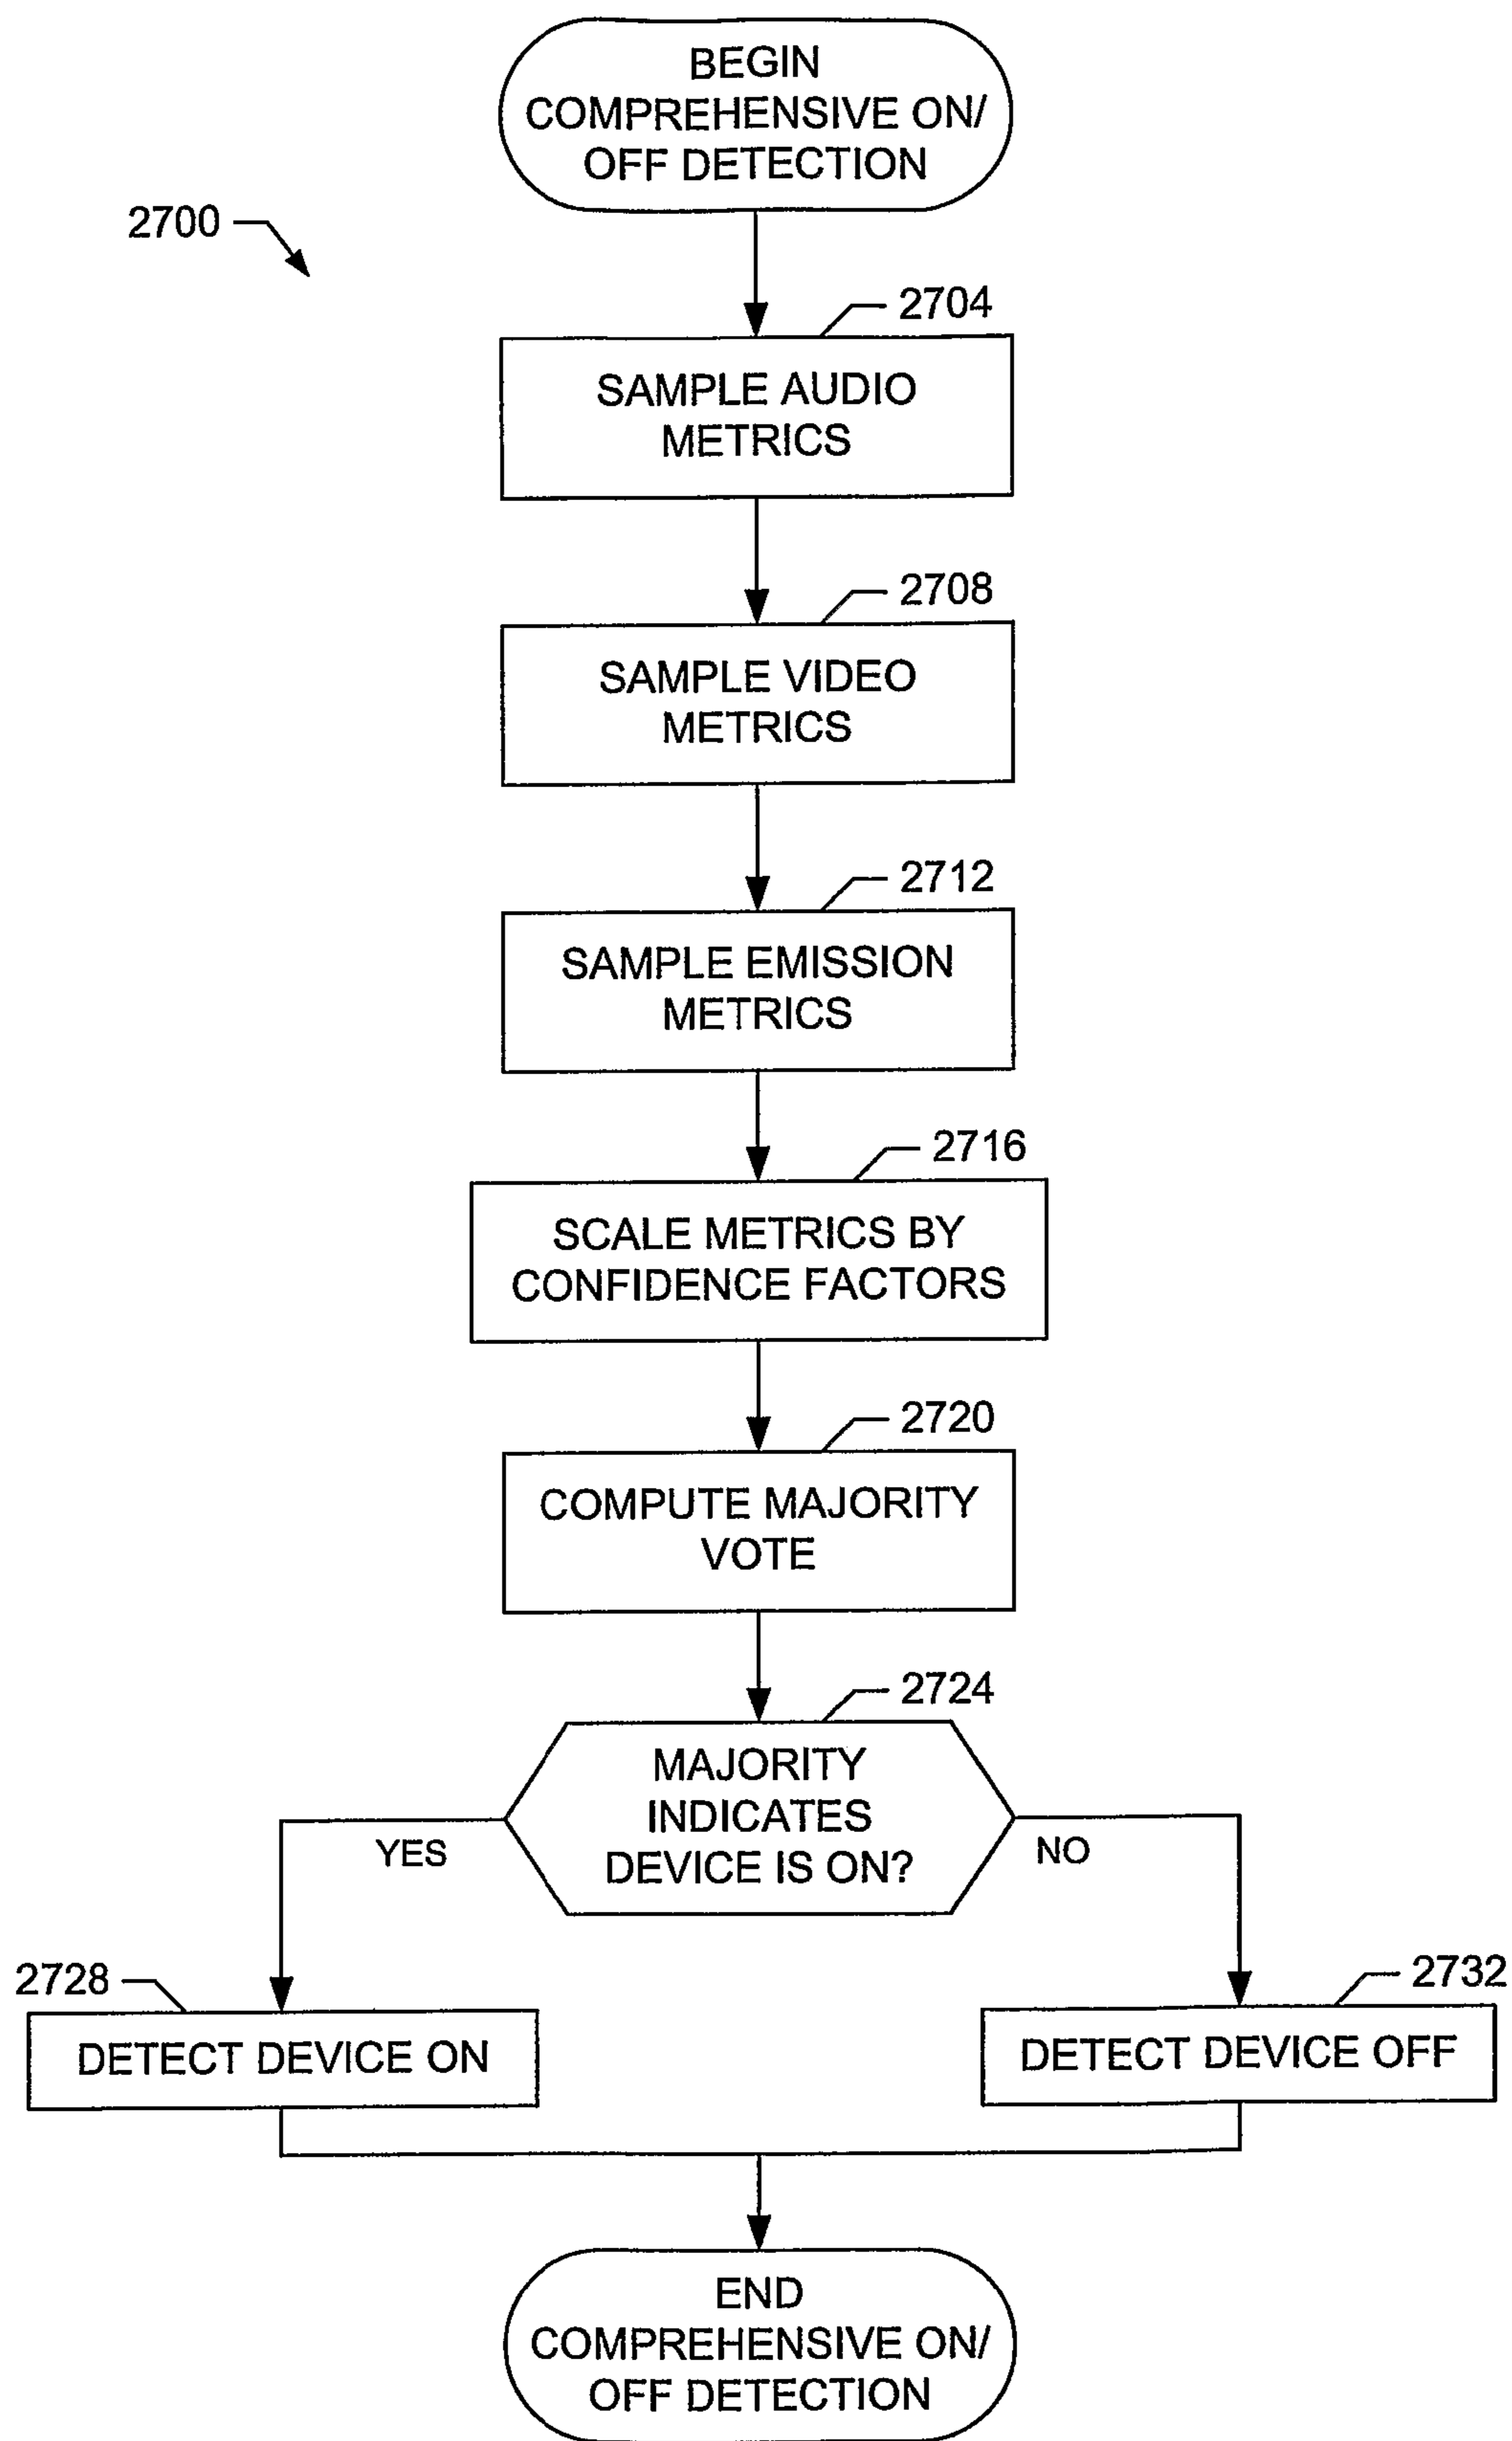 BEGIN
COMPREHENSIVE ON/
OFF DETECTION
2700
2704
SAMPLE AUDIO
METRICS
2708
SAMPLE VIDEO
METRICS
2712
SAMPLE EMISSION
METRICS
2716
SCALE METRICS BY
CONFIDENCE FACTORS
2720
COMPUTE MAJORITY
VOTE
2724
MAJORITY
INDICATES
DEVICE IS ON?
YES
NO
2728
DETECT DEVICE ON
2732
DETECT DEVICE OFF
END
COMPREHENSIVE ON/
OFF DETECTION